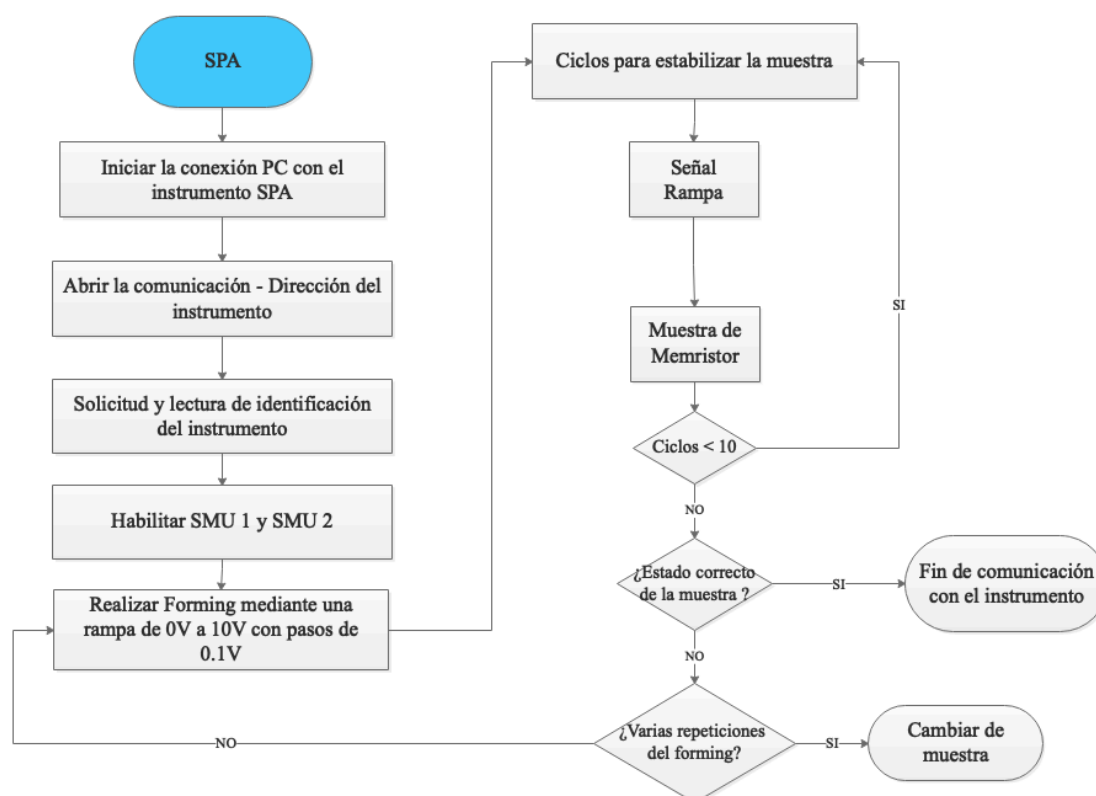 SPA
Iniciar la conexión PC con el
instrumento SPA
Abrir la comunicación - Dirección del
instrumento
Solicitud y lectura de identificación
del instrumento
Habilitar SMU 1 y SMU 2
Realizar Forming mediante una
rampa de 0V a 10V con pasos de
0.1V
Ciclos para estabilizar la muestra
Señal
Rampa
Muestra de
Memristor
Ciclos < 10
SI
NO
¿Estado correcto
de la muestra ?
SI
Fin de comunicación
con el instrumento
NO
¿Varias repeticiones
del forming?
NO
SI
Cambiar de
muestra